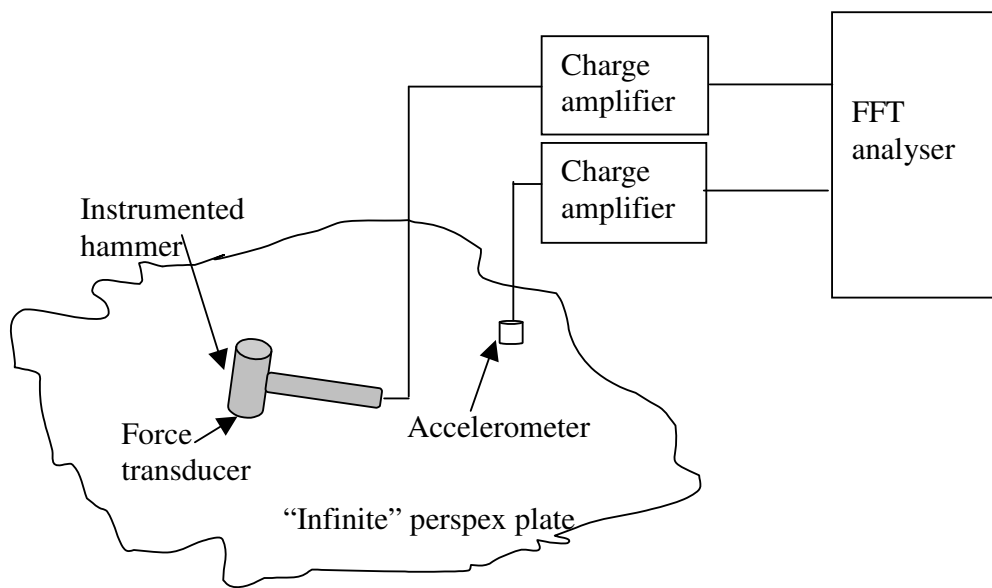 Charge
amplifier
FFT
analyser
Charge
amplifier
Instrumented
hammer
Force
transducer
Accelerometer
“Infinite” perspex plate